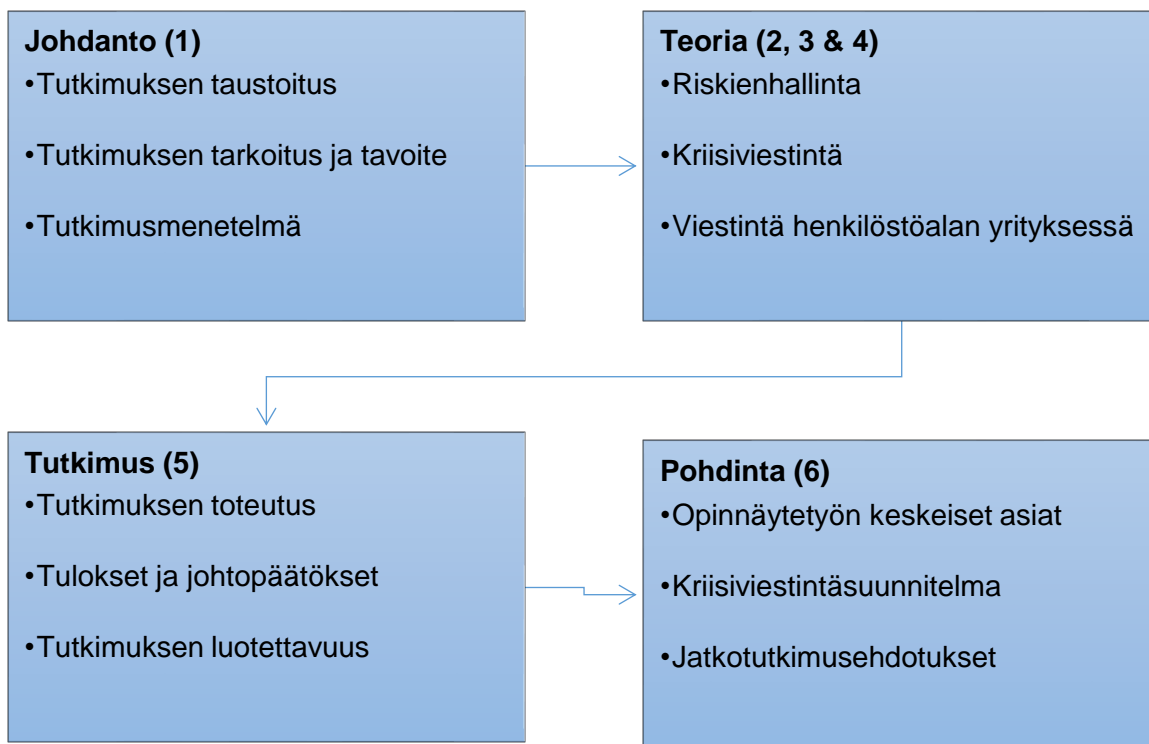 Johdanto (1)
•Tutkimuksen taustoitus
•Tutkimuksen tarkoitus ja tavoite
•Tutkimusmenetelmä
Teoria (2, 3 & 4)
•Riskienhallinta
•Kriisiviestintä
•Viestintä henkilöstöalan yrityksessä
Tutkimus (5)
•Tutkimuksen toteutus
•Tulokset ja johtopäätökset
•Tutkimuksen luotettavuus
Pohdinta (6)
•Opinnäytetyön keskeiset asiat
•Kriisiviestintäsuunnitelma
•Jatkotutkimusehdotukset